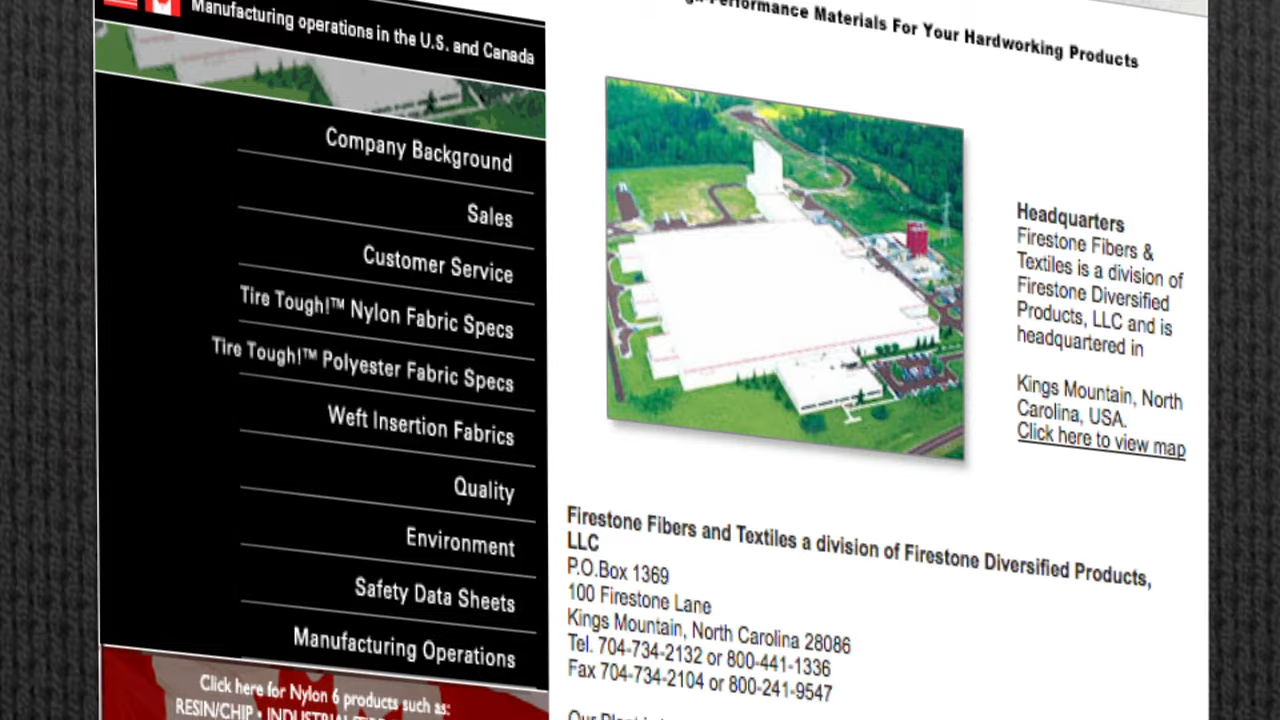 Manufacturing operations in the U.S. and Canada
Performance Materials For Your Hardworking Products
Company Background
Sales
Customer Service
Tire Tough!™ Nylon Fabric Specs
Tire Tough!™ Polyester Fabric Specs
Weft Insertion Fabrics
Quality
Environment
Safety Data Sheets
Manufacturing Operations
Click here for Nylon 6 products such as:
RESIN/CHIP • INDUSTRIAL
Headquarters
Firestone Fibers &
Textiles is a division of
Firestone Diversified
Products, LLC and is
headquartered in
Kings Mountain, North
Carolina, USA.
Click here to view map
Firestone Fibers and Textiles a division of Firestone Diversified Products,
LLC
P.O.Box 1369
100 Firestone Lane
Kings Mountain, North Carolina 28086
Tel. 704-734-2132 or 800-441-1336
Fax 704-734-2104 or 800-241-9547
Our Plant